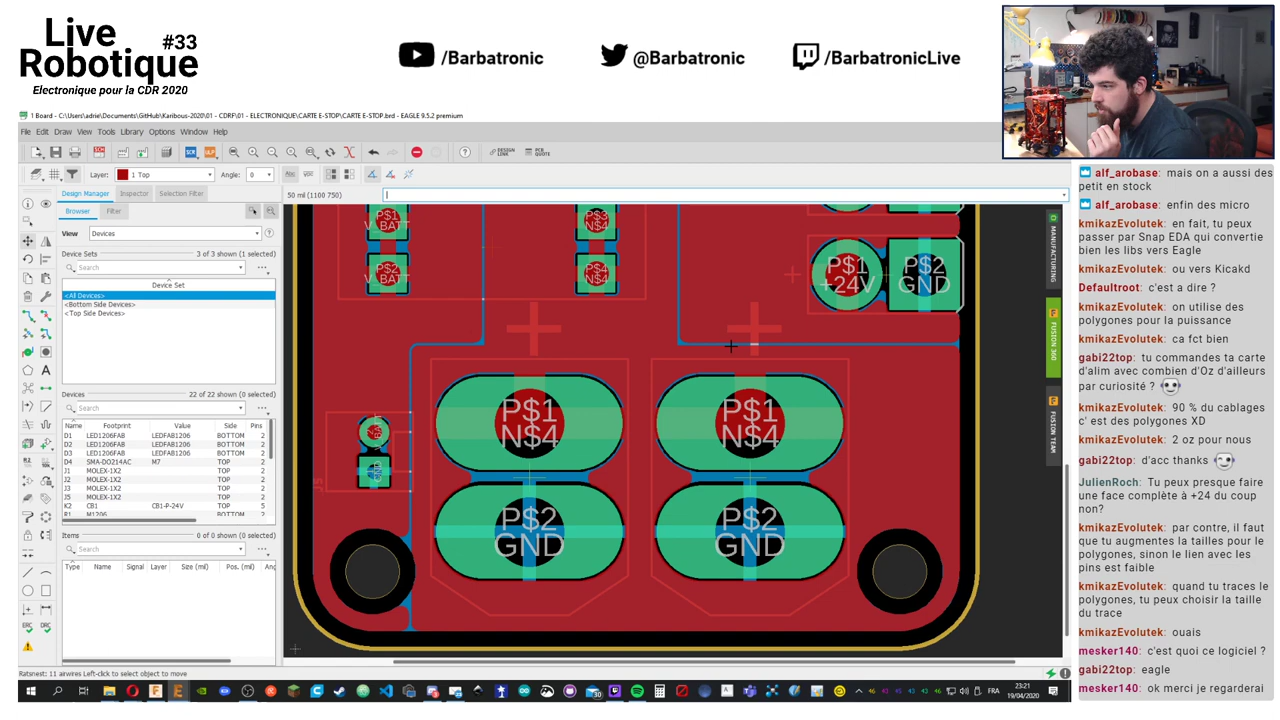 Live
Robotique
#33
Electronique pour la CDR 2020
/Barbatronic
@Barbatronic
/BarbatronicLive
1 Board - C:\Users\adrie\Documents\GitHub\Karibous-2020\01 - CDRF\01 - ELECTRONIQUE\CARTE E-STOP\CARTE E-STOP.brd - EAGLE 9.5.2 premium
File Edit Draw View Tools Library Options Window Help
DESIGN LINK
PCB QUOTE
Layer: 1 Top Angle: 0
Design Manager Inspector Selection Filter
50 mil (1100 750)
Browser Filter
View Devices
Device Sets 3 of 3 shown (1 selected)
Search
Device Set
<All Devices>
<Bottom Side Devices>
<Top Side Devices>
Devices 22 of 22 shown (0 selected)
Search
Name Footprint Value Side Pins
D1 LED1206FAB LEDFAB1206 BOTTOM 2
D2 LED1206FAB LEDFAB1206 BOTTOM 2
D3 LED1206FAB LEDFAB1206 BOTTOM 2
D4 SMA-DO214AC M7 TOP 2
J1 MOLEX-1X2 TOP 2
J2 MOLEX-1X2 TOP 2
J3 MOLEX-1X2 TOP 2
J5 MOLEX-1X2 TOP 2
K2 CB1 CB1-P-24V TOP 5
R1 M1206 BOTTOM 2
Items 0 of 0 shown (0 selected)
Search
Type Name Signal Layer Size (mil) Pos. (mil) Ang
P$1
V_BATT
P$2
V_BATT
P$3
N$4
P$4
N$4
P$1
+24V
P$2
GND
P$1
N$4
P$1
N$4
P$2
GND
P$2
GND
J5
MANUFACTURING
FUSION 360
FUSION TEAM
Ratsnest: 11 airwires Left-click to select object to move
FRA
23:21
19/04/2020
alf_arobase: mais on a aussi des
petit en stock
alf_arobase: enfin des micro
kmikazEvolutek: en fait, tu peux
passer par Snap EDA qui convertie
bien les libs vers Eagle
kmikazEvolutek: ou vers Kicakd
Defaultroot: c'est a dire ?
kmikazEvolutek: on utilise des
polygones pour la puissance
kmikazEvolutek: ca fct bien
gabi22top: tu commandes ta carte
d'alim avec combien d'Oz d'ailleurs
par curiosité ?
kmikazEvolutek: 90 % du cablages
c' est des polygones XD
kmikazEvolutek: 2 oz pour nous
gabi22top: d'acc thanks
JulienRoch: Tu peux presque faire
une face complète à +24 du coup
non?
kmikazEvolutek: par contre, il faut
que tu augmentes la tailles pour le
polygones, sinon le lien avec les
pins est faible
kmikazEvolutek: quand tu traces le
polygones, tu peux choisir la taille
du trace
kmikazEvolutek: ouais
mesker140: c'est quoi ce logiciel ?
gabi22top: eagle
mesker140: ok merci je regarderai